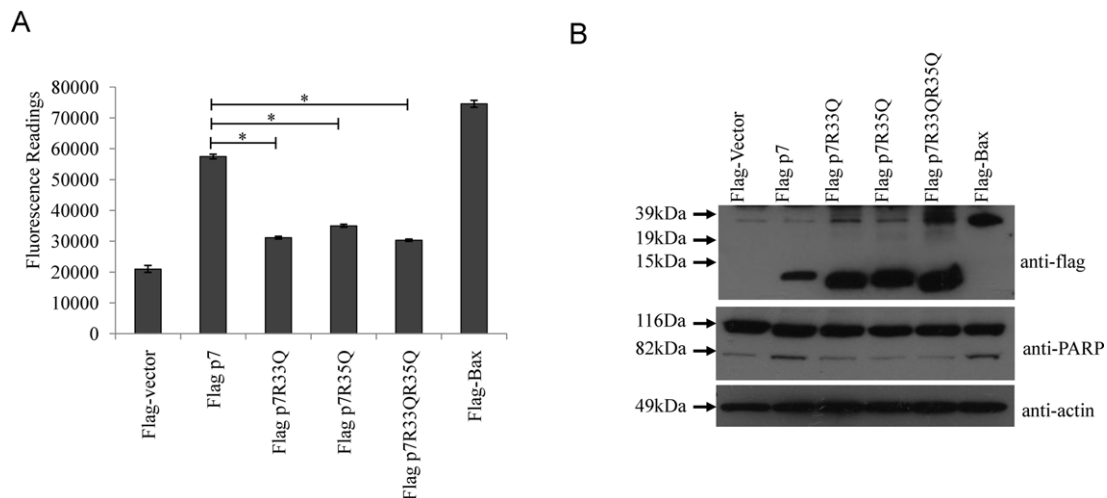 A
80000
70000
60000
50000
40000
30000
20000
10000
0
Fluorescence Readings
*
*
*
Flag-vector
Flag p7
Flag p7R33Q
Flag p7R35Q
Flag p7R33QR35Q
Flag-Bax
B
Flag-Vector
Flag p7
Flag p7R33Q
Flag p7R35Q
Flag p7R33QR35Q
Flag-Bax
39kDa
19kDa
15kDa
anti-flag
116Da
82kDa
anti-PARP
49kDa
anti-actin